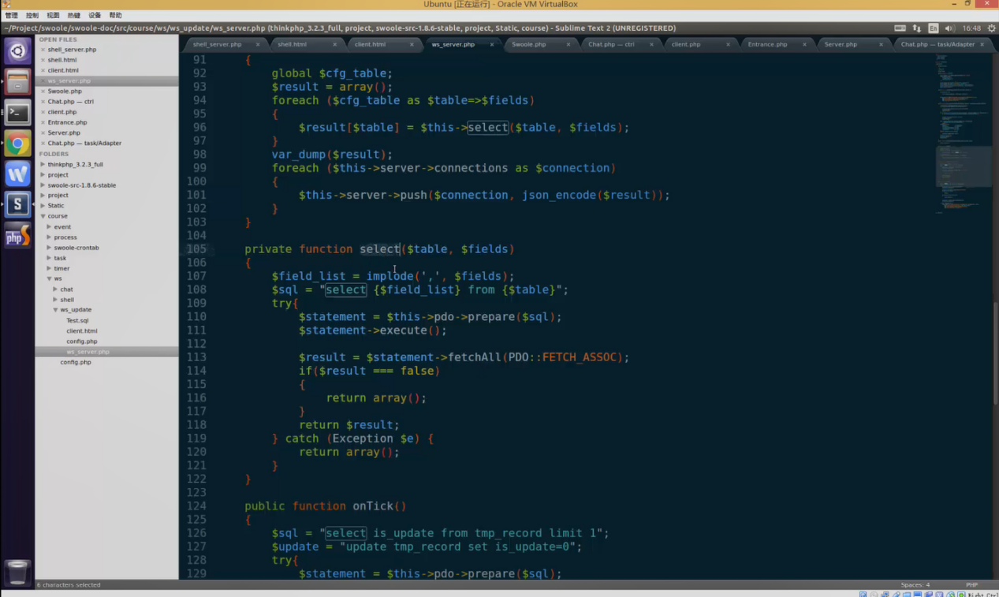 Ubuntu [正在运行] - Oracle VM VirtualBox
管理 控制 视图 热键 设备 帮助
~/Project/swoole/swoole-doc/src/course/ws/ws_update/ws_server.php (thinkphp_3.2.3_full, project, swoole-src-1.8.6-stable, project, Static, course) - Sublime Text 2 (UNREGISTERED)
En 16:48
OPEN FILES
shell_server.php
shell.html
client.html
ws_server.php
Swoole.php
Chat.php — ctrl
client.php
Entrance.php
Server.php
Chat.php — task/Adapter
FOLDERS
thinkphp_3.2.3_full
project
swoole-src-1.8.6-stable
project
Static
course
event
process
swoole-crontab
task
timer
ws
chat
shell
ws_update
Test.sql
client.html
config.php
ws_server.php
config.php
shell_server.php × shell.html × client.html × ws_server.php × Swoole.php × Chat.php — ctrl × client.php × Entrance.php × Server.php × Chat.php — task/Adapter ×
91 {
92 global $cfg_table;
93 $result = array();
94 foreach ($cfg_table as $table=>$fields)
95 {
96 $result[$table] = $this->select($table, $fields);
97 }
98 var_dump($result);
99 foreach ($this->server->connections as $connection)
100 {
101 $this->server->push($connection, json_encode($result));
102 }
103 }
104
105 private function select($table, $fields)
106 {
107 $field_list = implode(',', $fields);
108 $sql = "select {$field_list} from {$table}";
109 try{
110 $statement = $this->pdo->prepare($sql);
111 $statement->execute();
112
113 $result = $statement->fetchAll(PDO::FETCH_ASSOC);
114 if($result === false)
115 {
116 return array();
117 }
118 return $result;
119 } catch (Exception $e) {
120 return array();
121 }
122 }
123
124 public function onTick()
125 {
126 $sql = "select is_update from tmp_record limit 1";
127 $update = "update tmp_record set is_update=0";
128 try{
129 $statement = $this->pdo->prepare($sql);
6 characters selected
Spaces: 4 PHP
Right Ctrl